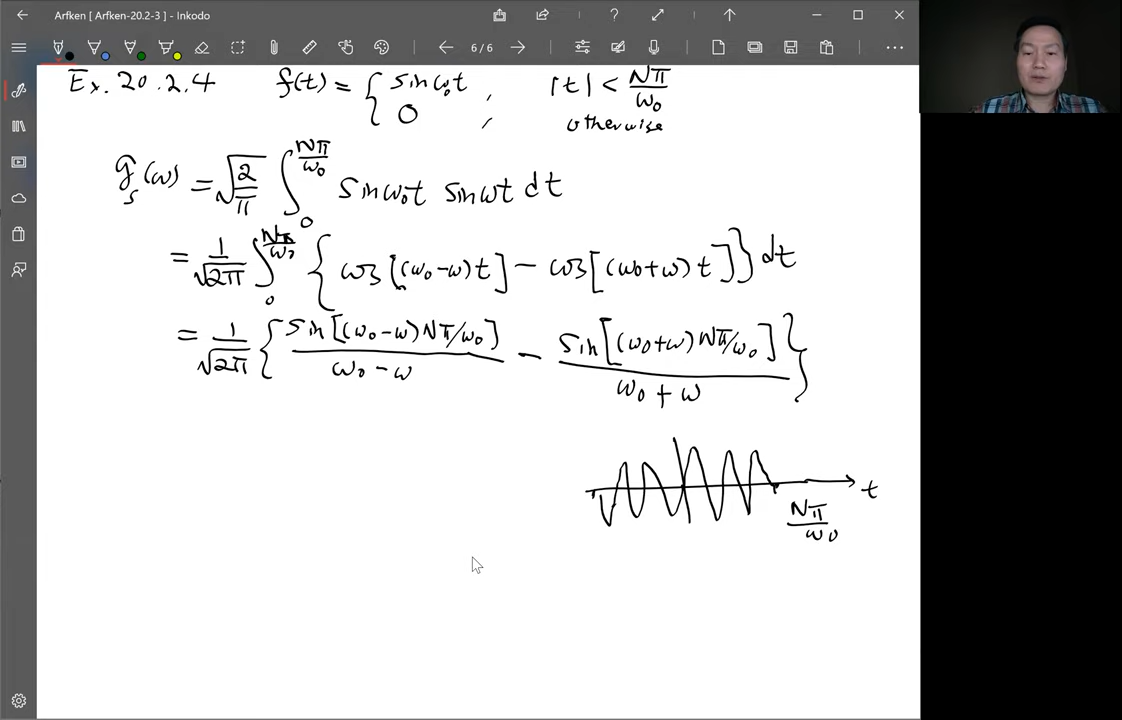 Arfken [ Arfken-20.2-3 ] - Inkodo
6/6
Ex. 20.2.4 f(t) = { sin ω₀t , |t| < Nπ/ω₀
0 , otherwise
g_s(ω) = √(2/π) ∫₀^(Nπ/ω₀) sin ω₀t sin ωt dt
= 1/√2π ∫₀^(Nπ/ω₀) { cos[(ω₀-ω)t] - cos[(ω₀+ω)t] } dt
= 1/√2π { sin[(ω₀-ω)Nπ/ω₀] / (ω₀-ω) - sin[(ω₀+ω)Nπ/ω₀] / (ω₀+ω) }
t
Nπ/ω₀